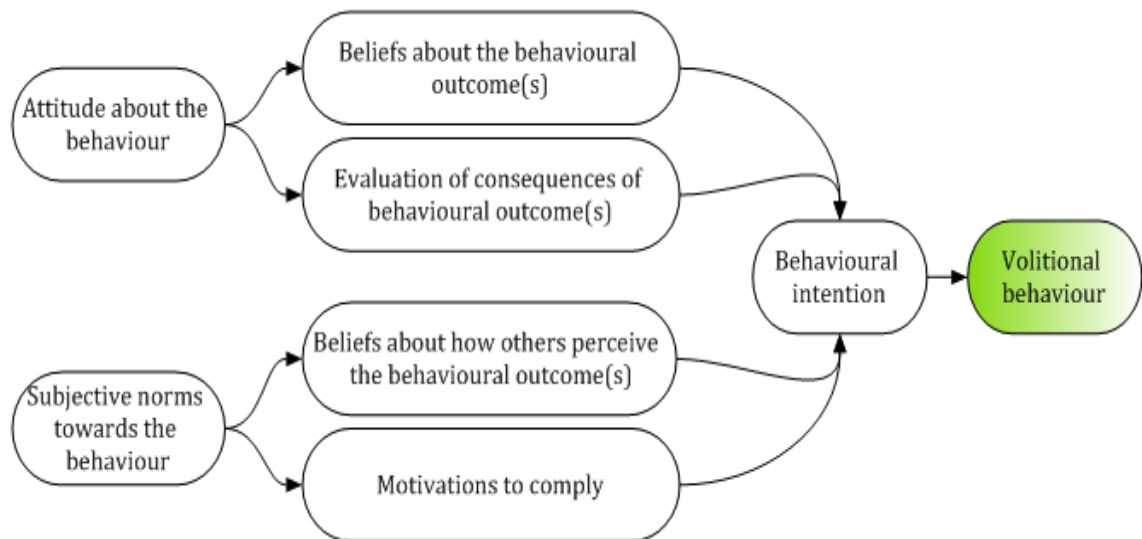 Attitude about the
behaviour
Beliefs about the behavioural
outcome(s)
Evaluation of consequences of
behavioural outcome(s)
Subjective norms
towards the
behaviour
Beliefs about how others perceive
the behavioural outcome(s)
Motivations to comply
Behavioural
intention
Volitional
behaviour